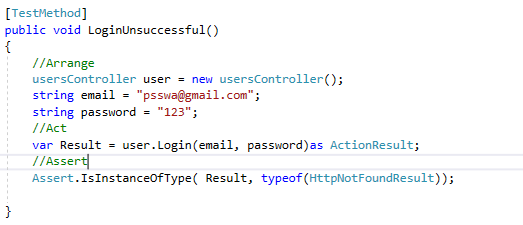 [TestMethod]
public void LoginUnsuccessful()
{
//Arrange
usersController user = new usersController();
string email = "psswa@gmail.com";
string password = "123";
//Act
var Result = user.Login(email, password)as ActionResult;
//Assert
Assert.IsInstanceOfType( Result, typeof(HttpNotFoundResult));
}